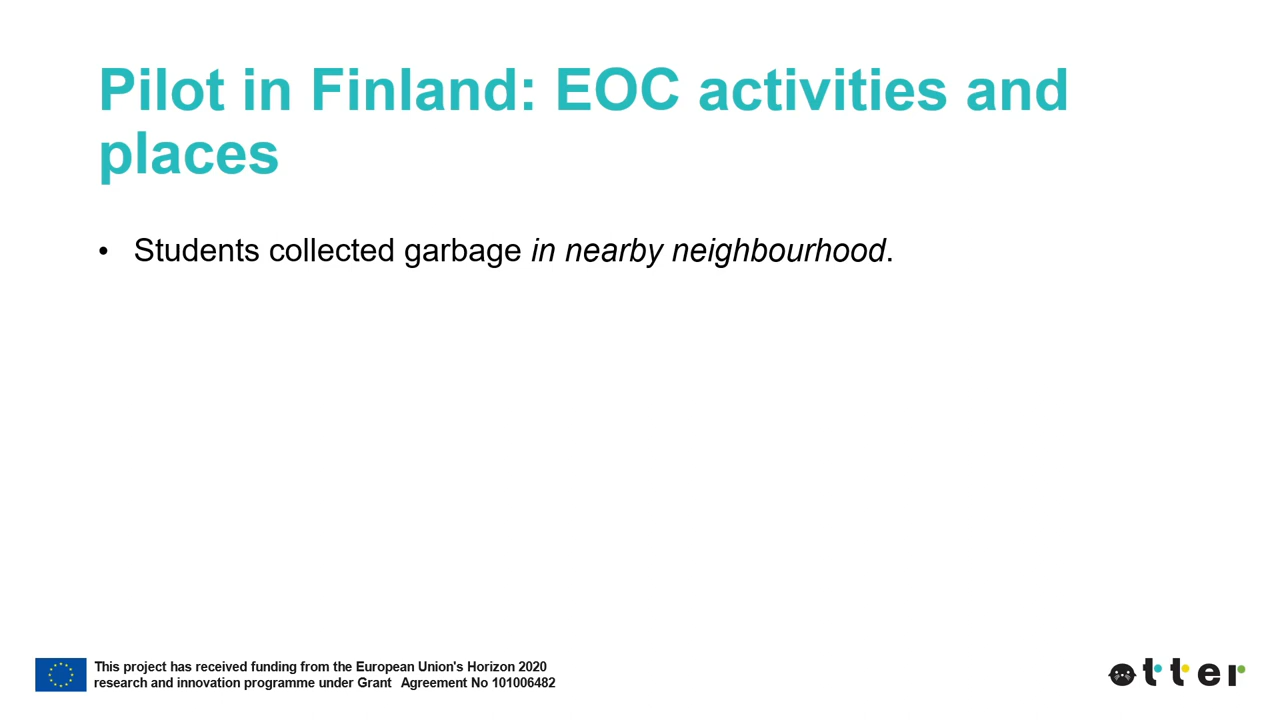 Pilot in Finland: EOC activities and
places
• Students collected garbage in nearby neighbourhood.
This project has received funding from the European Union's Horizon 2020
research and innovation programme under Grant Agreement No 101006482
otter